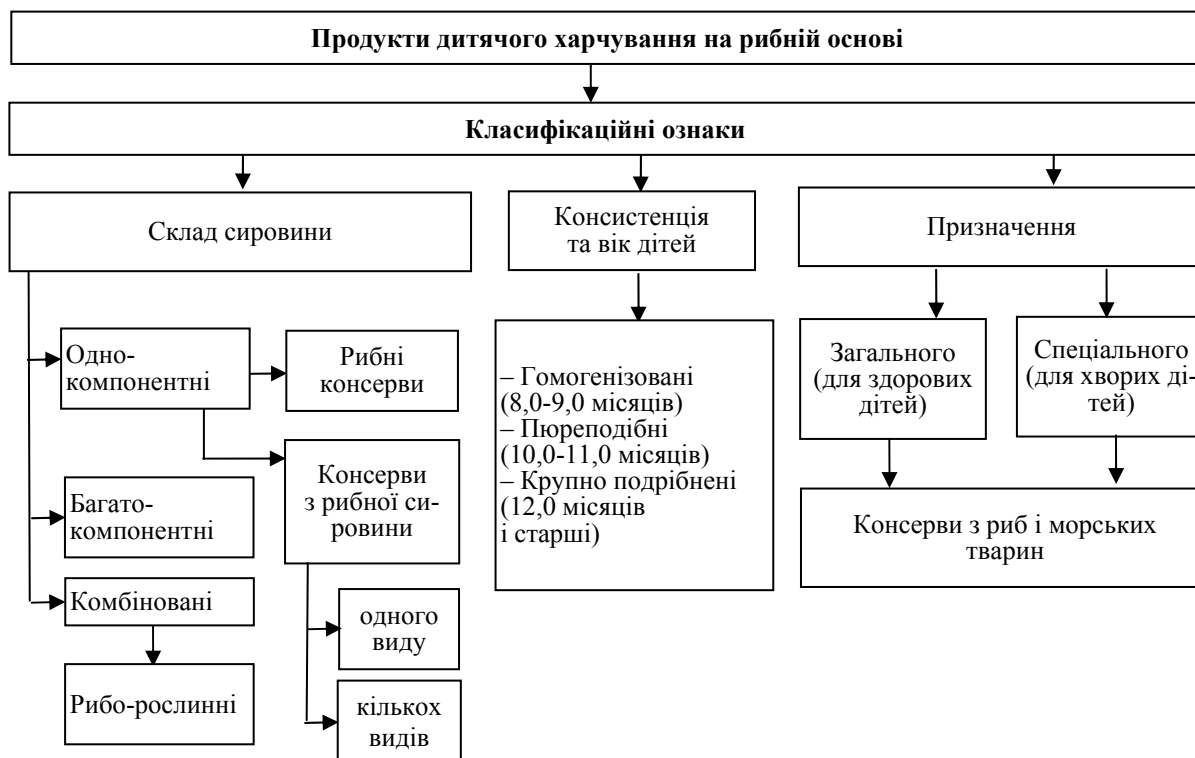 Продукти дитячого харчування на рибній основі
Класифікаційні ознаки
Склад сировини
Консистенція
та вік дітей
Призначення
Одно-
компонентні
Рибні
консерви
Консерви
з рибної си-
ровини
Багато-
компонентні
Комбіновані
одного
виду
Рибо-рослинні
кількох
видів
– Гомогенізовані
(8,0-9,0 місяців)
– Пюреподібні
(10,0-11,0 місяців)
– Крупно подрібнені
(12,0 місяців
і старші)
Загального
(для здорових
дітей)
Спеціального
(для хворих ді-
тей)
Консерви з риб і морських
тварин